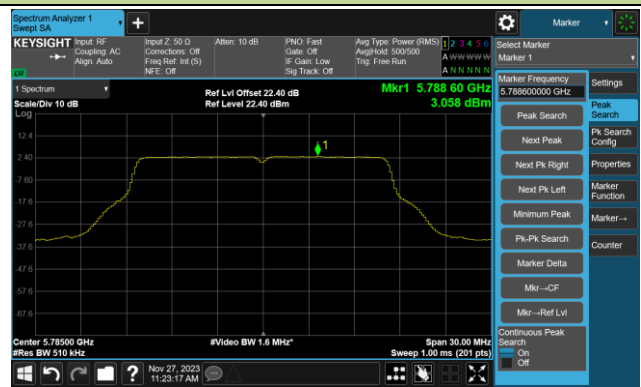 Spectrum Analyzer 1
Swept SA
+
Marker
KEYSIGHT
Input: RF
Coupling: AC
Align: Auto
Input Z: 50 Ω
Corrections: Off
Freq Ref: Int (S)
NFE: Off
Atten: 10 dB
PNO: Fast
Gate: Off
IF Gain: Low
Sig Track: Off
Avg Type: Power (RMS)
Avg|Hold: 500/500
Trig: Free Run
1 2 3 4 5 6
A W W W W W
A N N N N N
Select Marker
Marker 1
1 Spectrum
Scale/Div 10 dB
Log
Ref Lvl Offset 22.40 dB
Ref Level 22.40 dBm
Mkr1 5.788 60 GHz
3.058 dBm
12.4
2.40
-7.60
-17.6
-27.6
-37.6
-47.6
-57.6
-67.6
1
Center 5.78500 GHz
#Res BW 510 kHz
#Video BW 1.6 MHz*
Span 30.00 MHz
Sweep 1.00 ms (201 pts)
Marker Frequency
5.788600000 GHz
Peak Search
Next Peak
Next Pk Right
Next Pk Left
Minimum Peak
Pk-Pk Search
Marker Delta
Mkr→CF
Mkr→Ref Lvl
Continuous Peak
Search
On
Off
Settings
Peak
Search
Pk Search
Config
Properties
Marker
Function
Marker→
Counter
?
Nov 27, 2023
11:23:17 AM